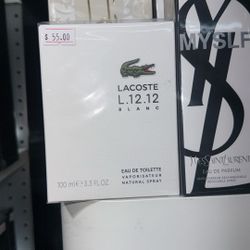 $ 55.00
LACOSTE
L.12.12
BLANC
EAU DE TOILETTE
VAPORISATEUR
NATURAL SPRAY
100 ml e 3.3 FL.OZ
MYSLF
YVES SAINT LAURENT
EAU DE PARFUM